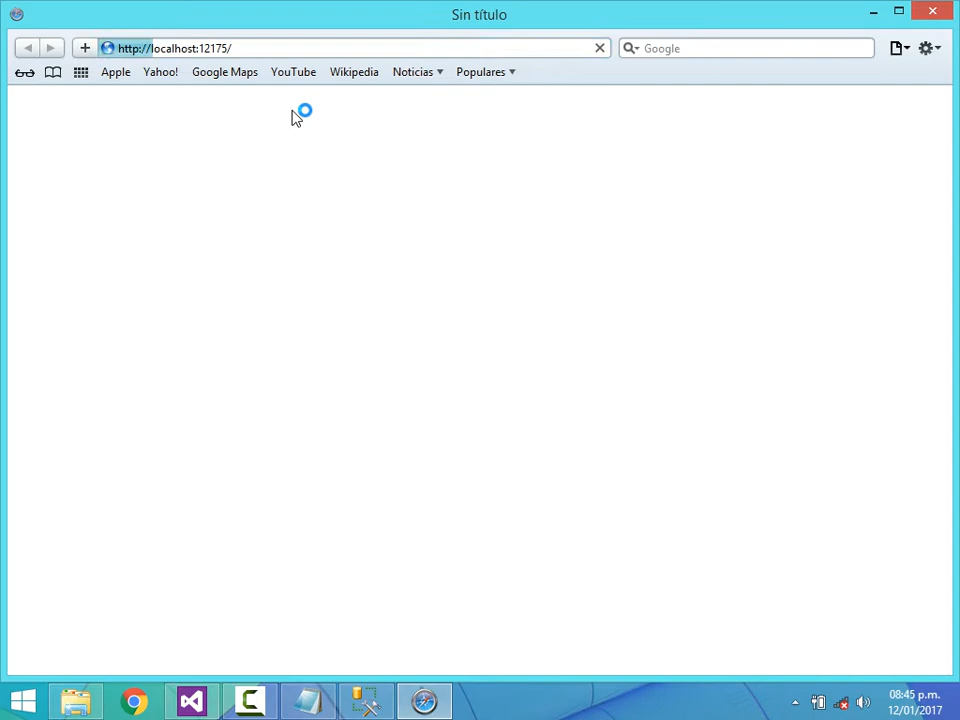 Sin título
http://localhost:12175/
Google
Apple Yahoo! Google Maps YouTube Wikipedia Noticias Populares
08:45 p.m.
12/01/2017